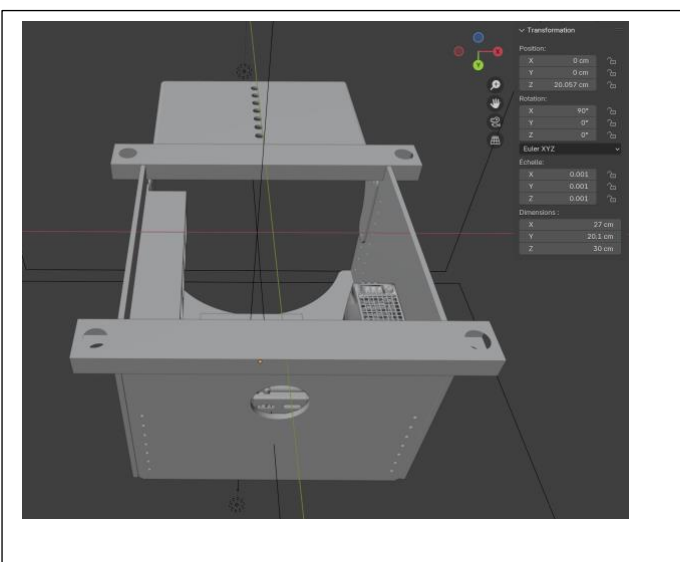 Transformation
Position:
X 0 cm
Y 0 cm
Z 20.057 cm
Rotation:
X 90°
Y 0°
Z 0°
Euler XYZ
Échelle:
X 0.001
Y 0.001
Z 0.001
Dimensions :
X 27 cm
Y 20.1 cm
Z 30 cm
X
Y